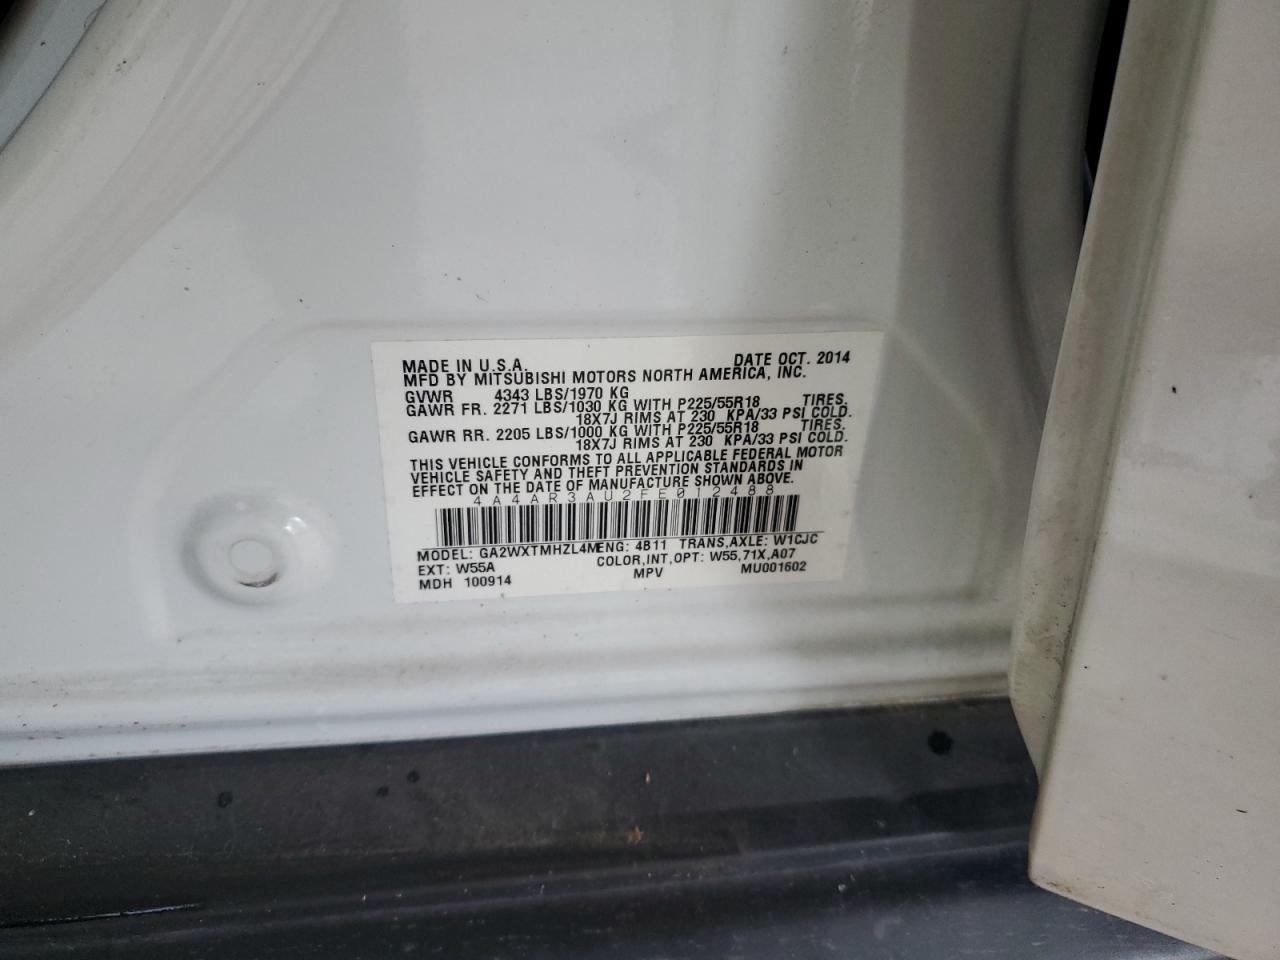 MADE IN U.S.A. DATE OCT. 2014
MFD BY MITSUBISHI MOTORS NORTH AMERICA, INC.
GVWR 4343 LBS/1970 KG
GAWR FR. 2271 LBS/1030 KG WITH P225/55R18 TIRES.
18X7J RIMS AT 230 KPA/33 PSI COLD.
GAWR RR. 2205 LBS/1000 KG WITH P225/55R18 TIRES.
18X7J RIMS AT 230 KPA/33 PSI COLD.
THIS VEHICLE CONFORMS TO ALL APPLICABLE FEDERAL MOTOR
VEHICLE SAFETY AND THEFT PREVENTION STANDARDS IN
EFFECT ON THE DATE OF MANUFACTURE SHOWN ABOVE.
4A4AR3AU2FE012488
MODEL: GA2WXTMHZL4M ENG: 4B11 TRANS,AXLE: W1CJC
EXT: W55A COLOR,INT,OPT: W55,71X,A07
MDH 100914 MPV MU001602